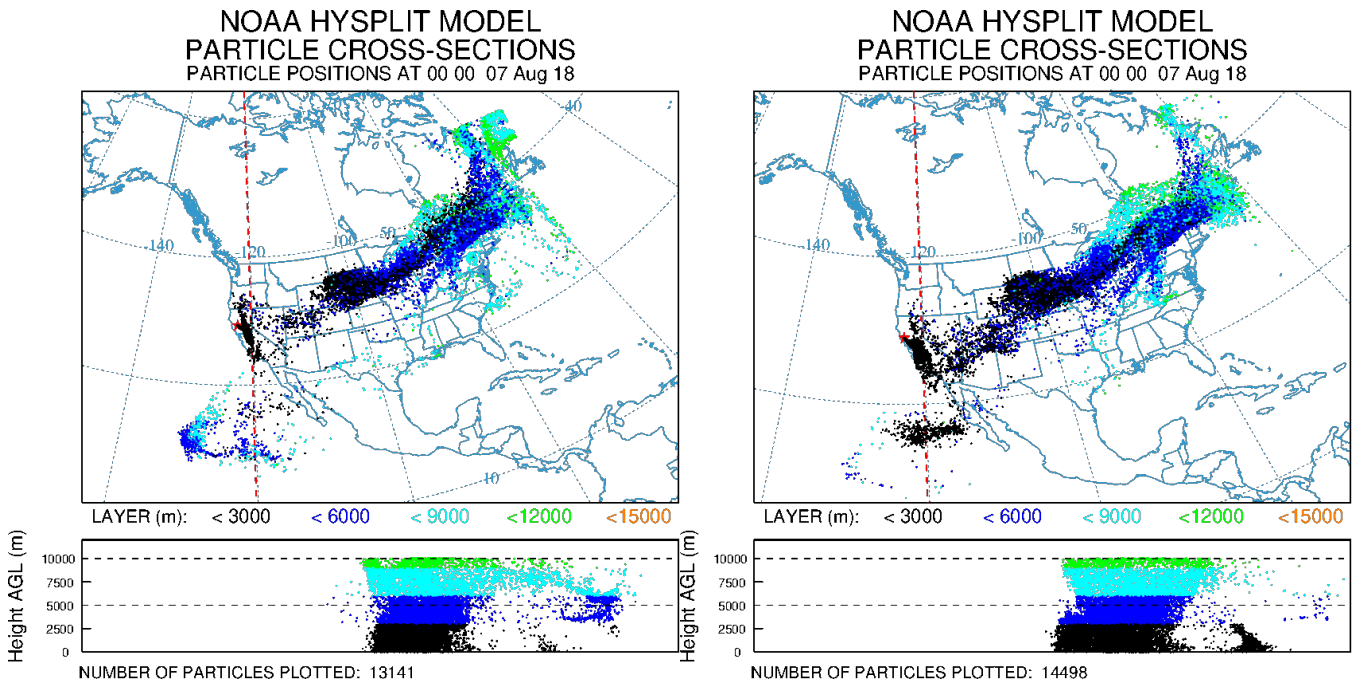 NOAA HYSPLIT MODEL
PARTICLE CROSS-SECTIONS
PARTICLE POSITIONS AT 00 00 07 Aug 18
40
-140
-120
-100
50
10
LAYER (m): < 3000 < 6000 < 9000 <12000 <15000
Height AGL (m)
10000
7500
5000
2500
0
NUMBER OF PARTICLES PLOTTED: 13141
NOAA HYSPLIT MODEL
PARTICLE CROSS-SECTIONS
PARTICLE POSITIONS AT 00 00 07 Aug 18
40
-140
-120
-100
50
LAYER (m): < 3000 < 6000 < 9000 <12000 <15000
Height AGL (m)
10000
7500
5000
2500
0
NUMBER OF PARTICLES PLOTTED: 14498